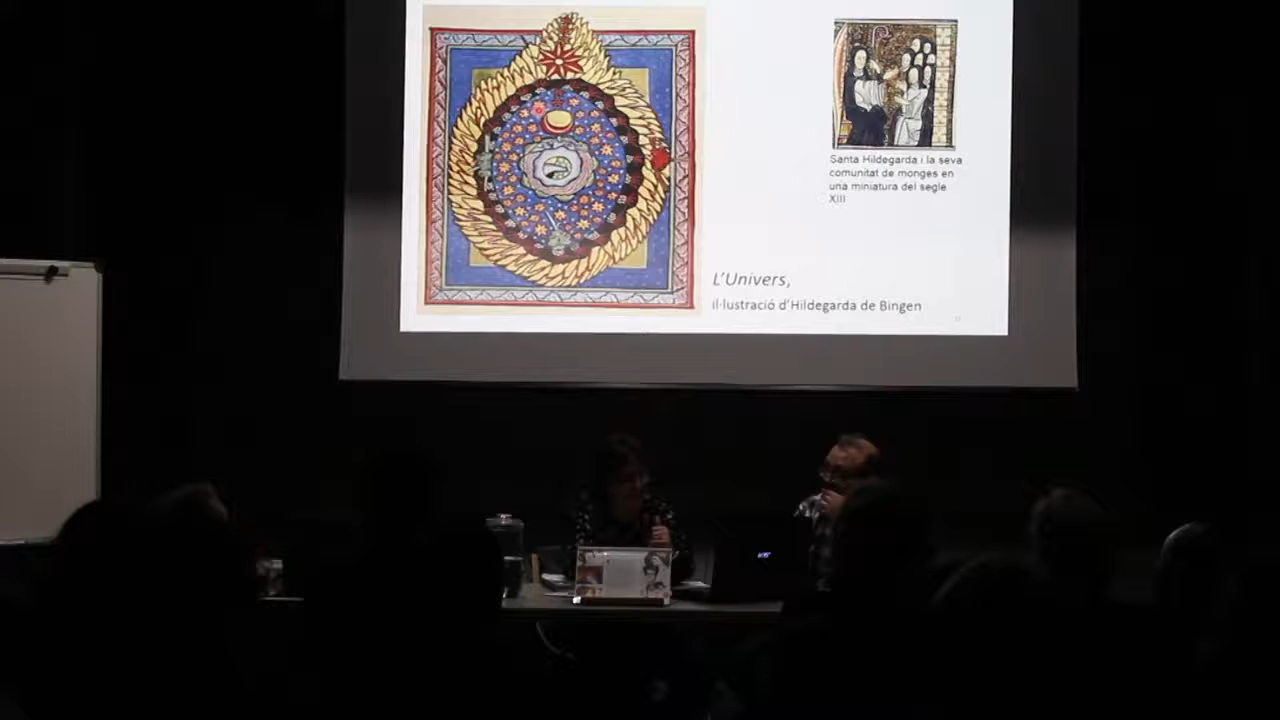 Santa Hildegarda i la seva
comunitat de monges en
una miniatura del segle
XIII
L'Univers,
il·lustració d'Hildegarda de Bingen